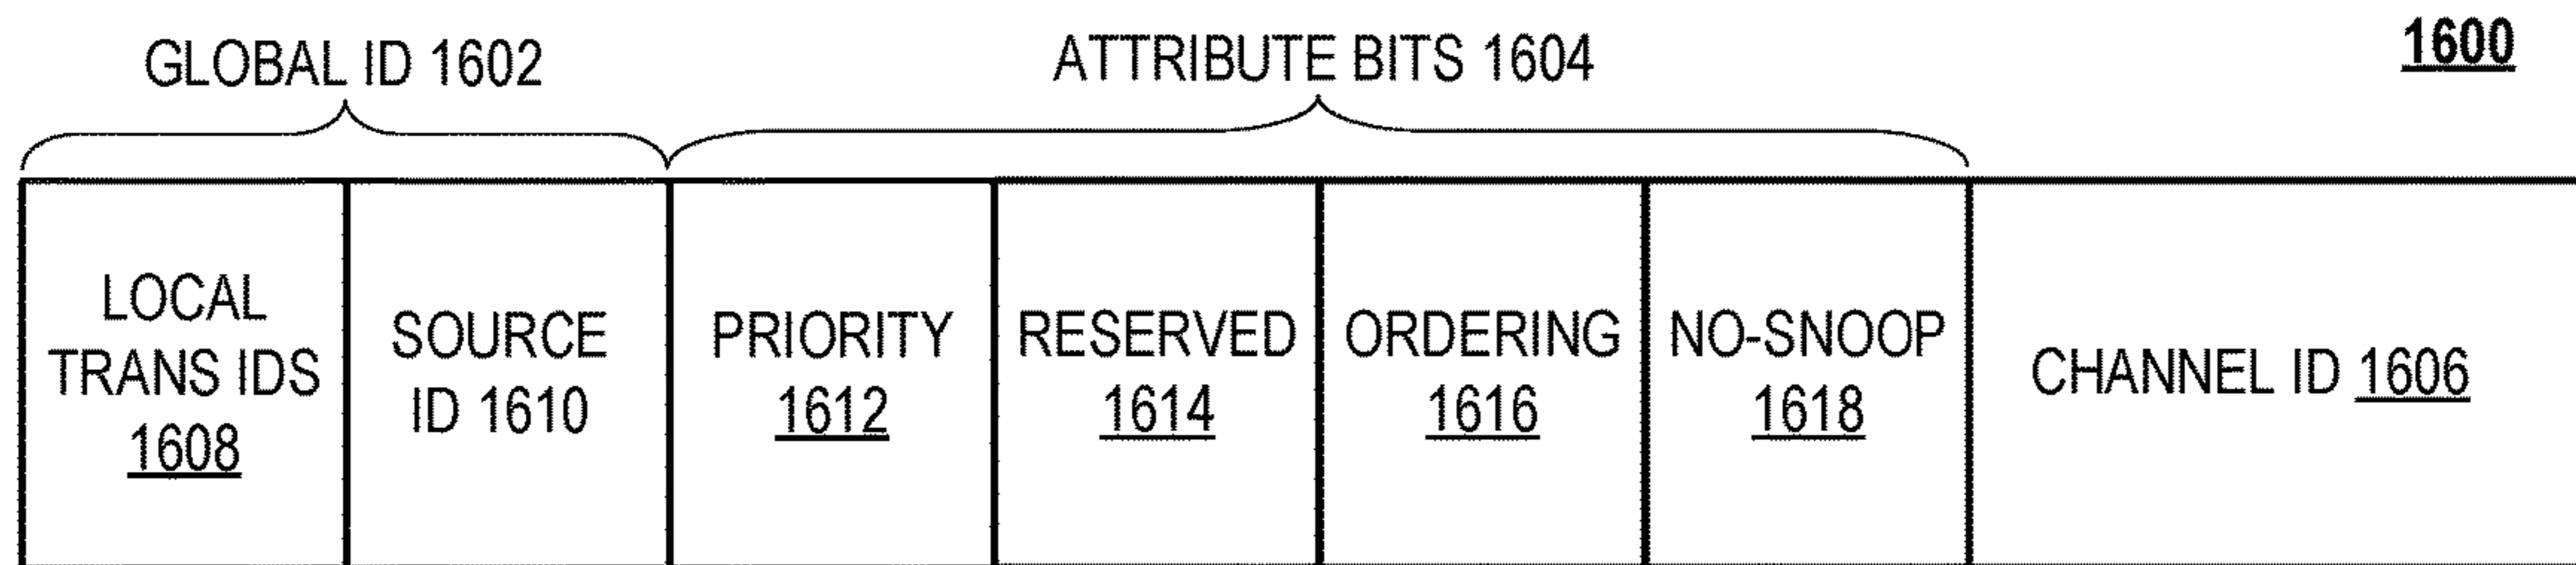 1600
GLOBAL ID 1602
ATTRIBUTE BITS 1604
LOCAL
TRANS IDS
1608
SOURCE
ID 1610
PRIORITY
1612
RESERVED
1614
ORDERING
1616
NO-SNOOP
1618
CHANNEL ID 1606